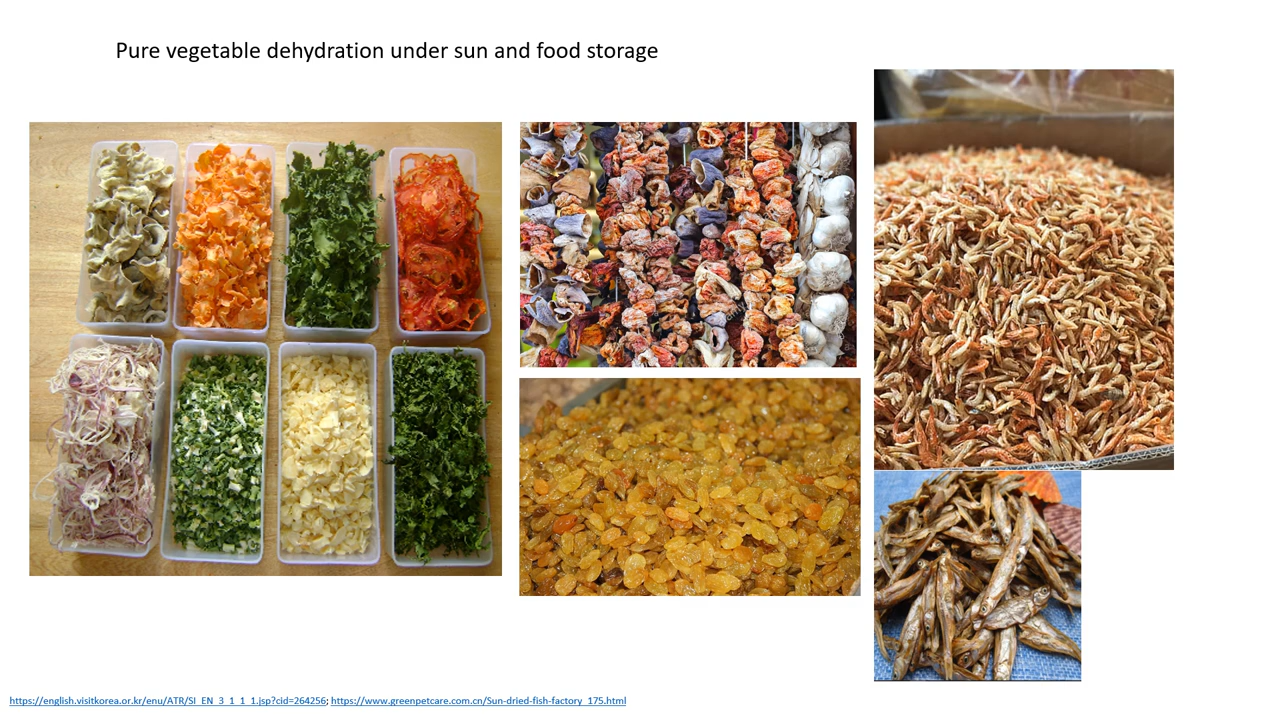 Pure vegetable dehydration under sun and food storage
https://english.visitkorea.or.kr/enu/ATR/SI_EN_3_1_1_1.jsp?cid=264256; https://www.greenpetcare.com.cn/Sun-dried-fish-factory_175.html